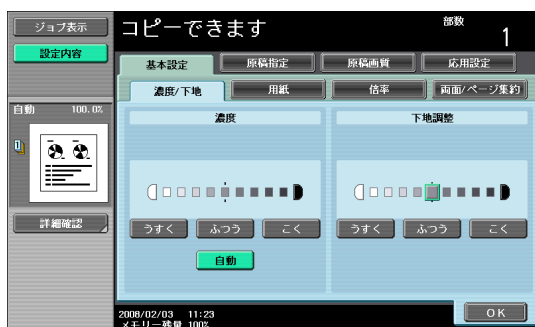 ジョブ表示
設定内容
コピーできます
部数
1
基本設定
原稿指定
原稿画質
応用設定
濃度/下地
用紙
倍率
両面/ページ集約
自動 100.0%
濃度
下地調整
うすく
ふつう
こく
うすく
ふつう
こく
自動
詳細確認
2008/02/03 11:23
メモリー残量 100%
OK